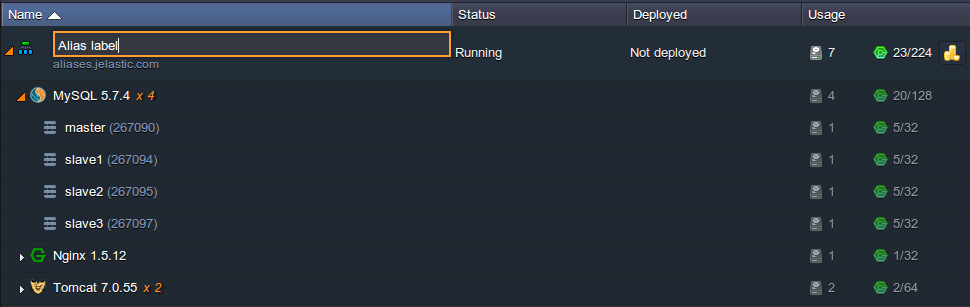 Name Status Deployed Usage
Alias label Running Not deployed 7 23/224
aliases.jelastic.com
MySQL 5.7.4 x 4 4 20/128
master (267090) 1 5/32
slave1 (267094) 1 5/32
slave2 (267095) 1 5/32
slave3 (267097) 1 5/32
Nginx 1.5.12 1 1/32
Tomcat 7.0.55 x 2 2 2/64